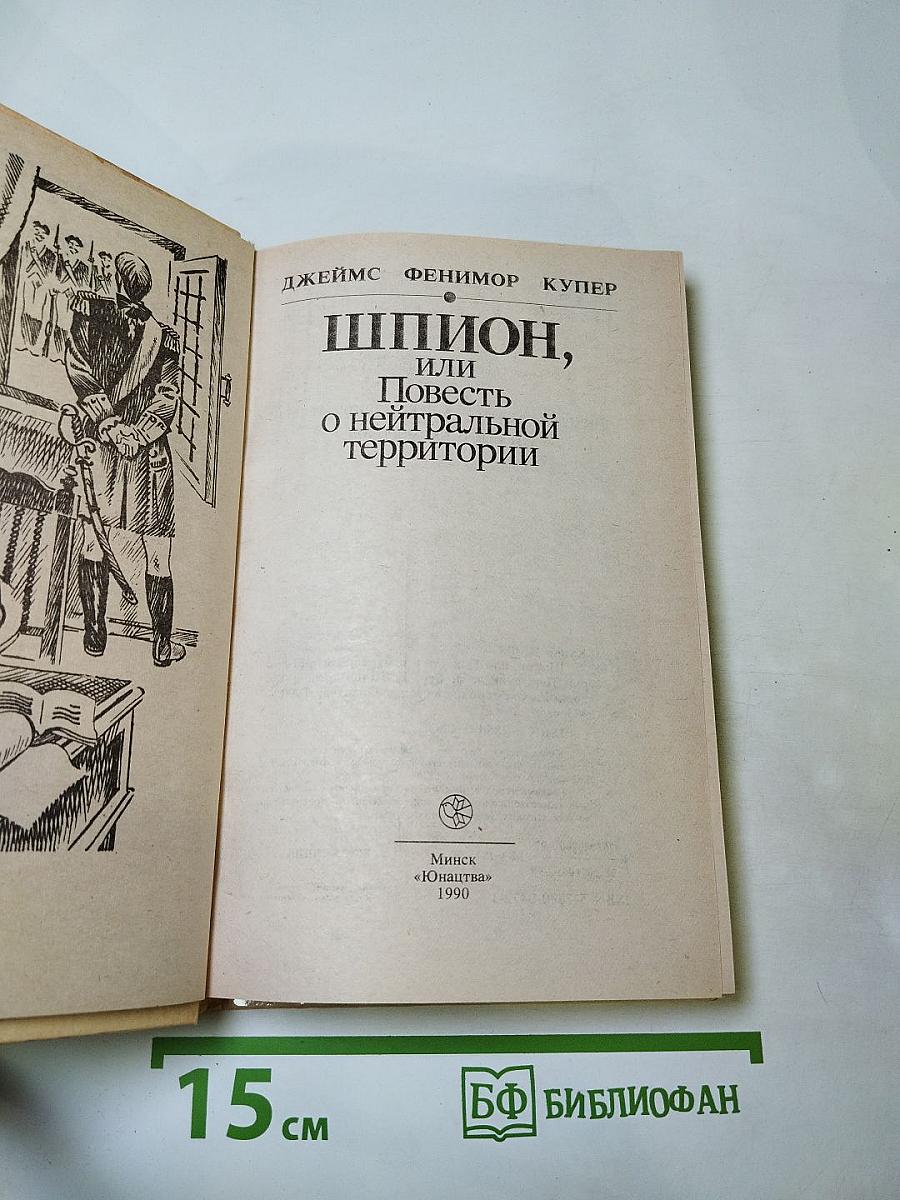 ДЖЕЙМС ФЕНИМОР КУПЕР
ШПИОН,
или
Повесть
о нейтральной
территории
Минск
«Юнацтва»
1990
15 см
БФ БИБЛИОФАН